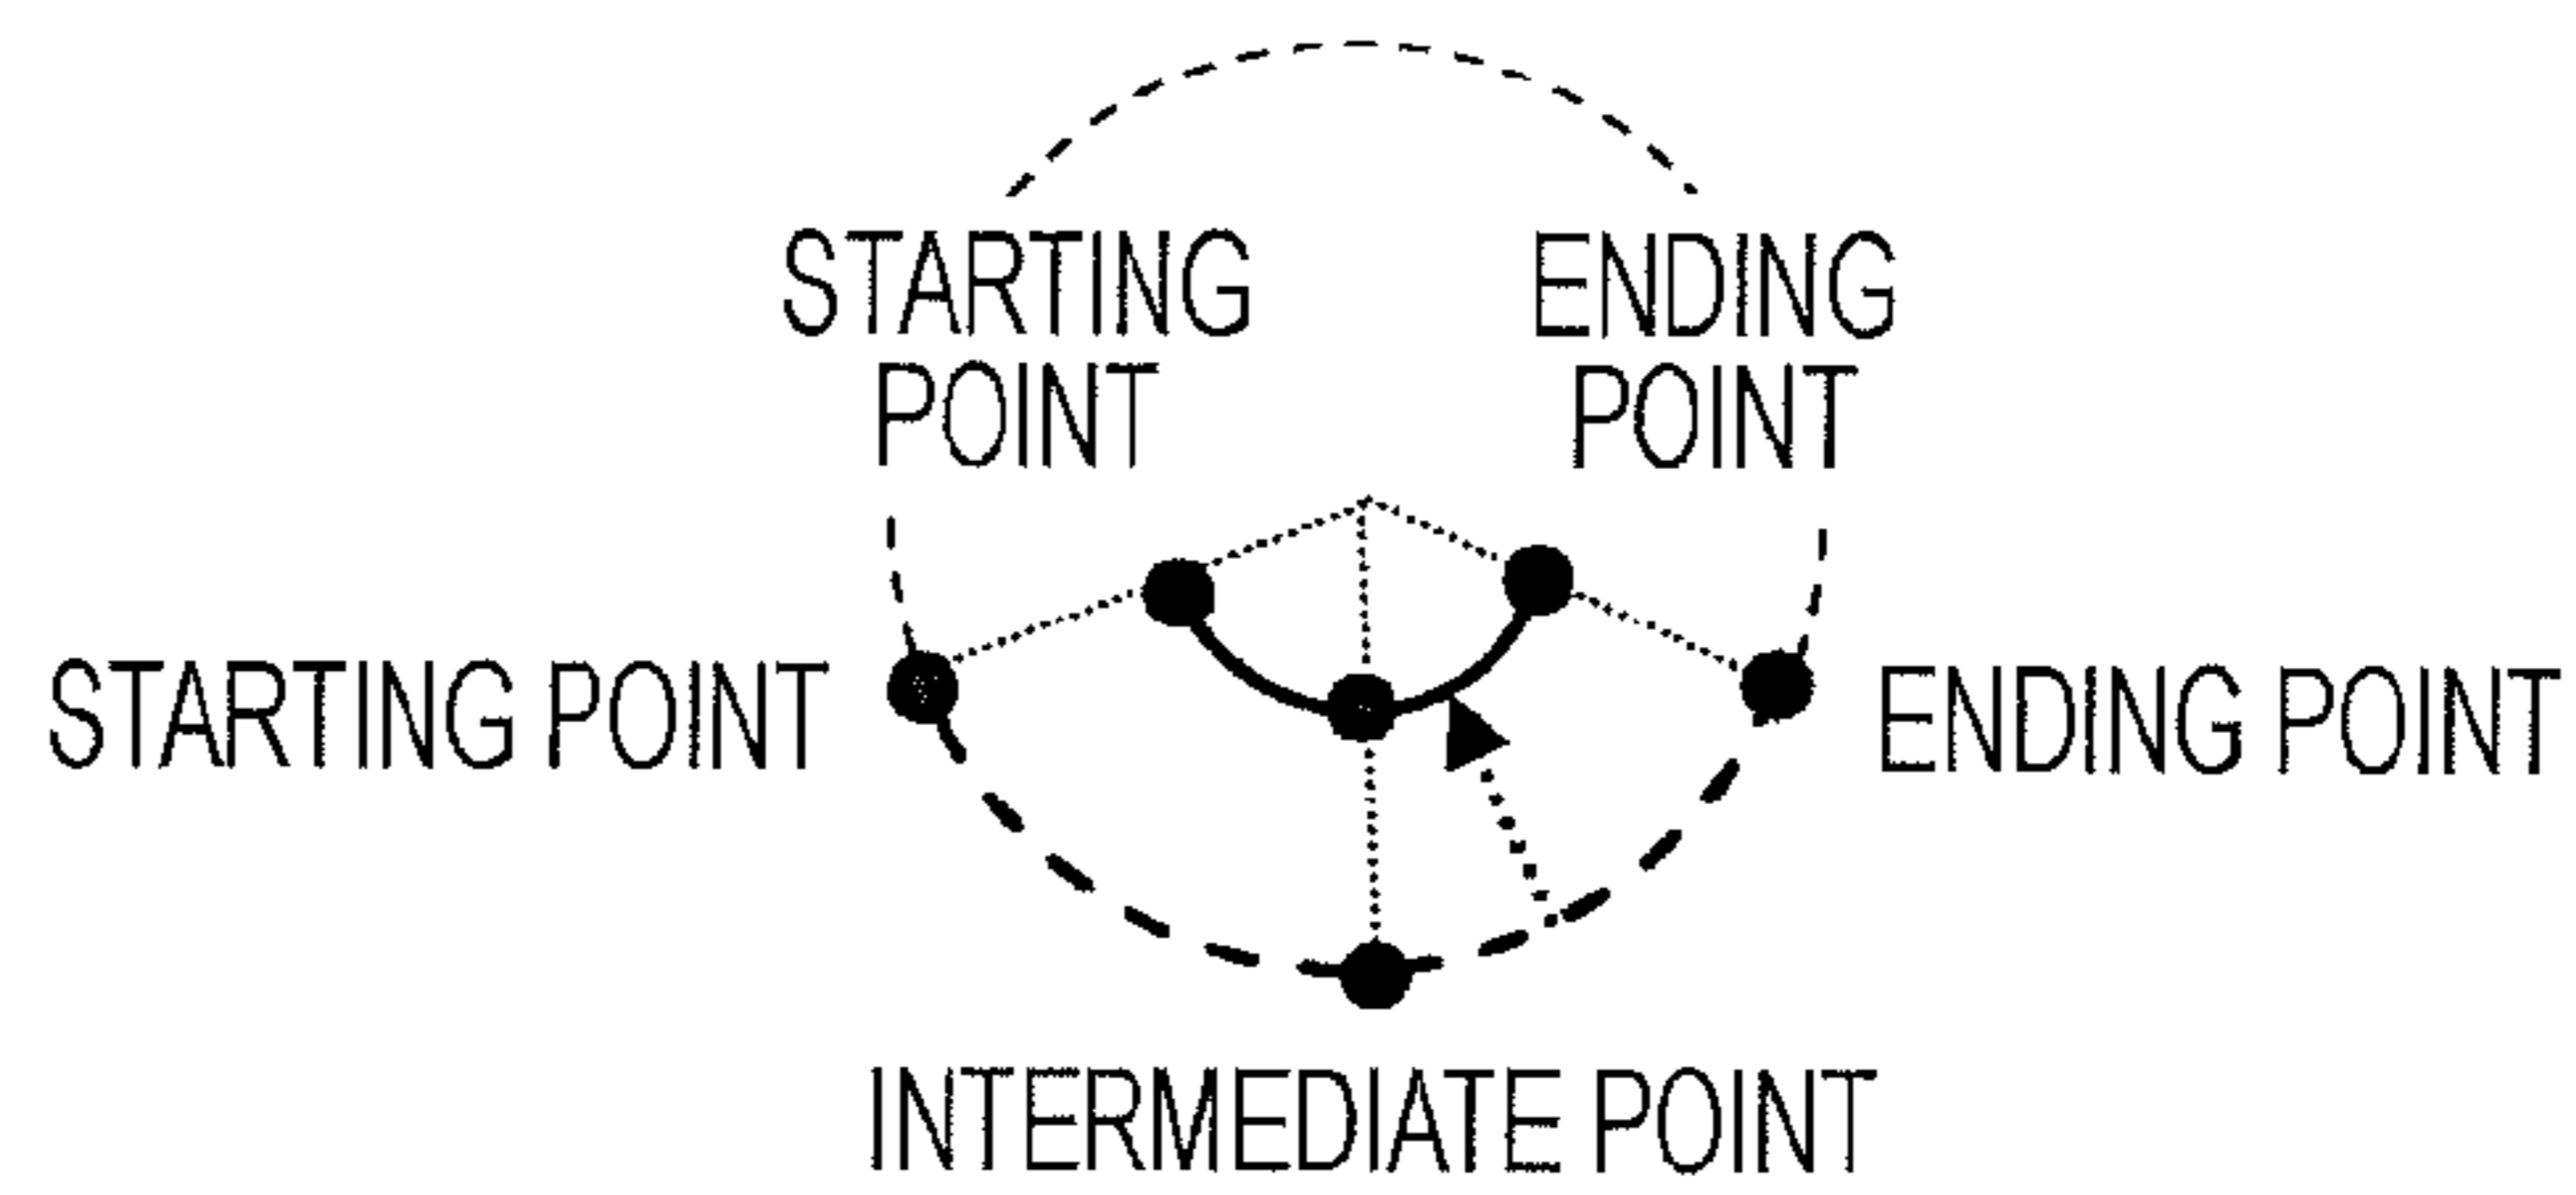 STARTING
POINT
ENDING
POINT
STARTING POINT
ENDING POINT
INTERMEDIATE POINT